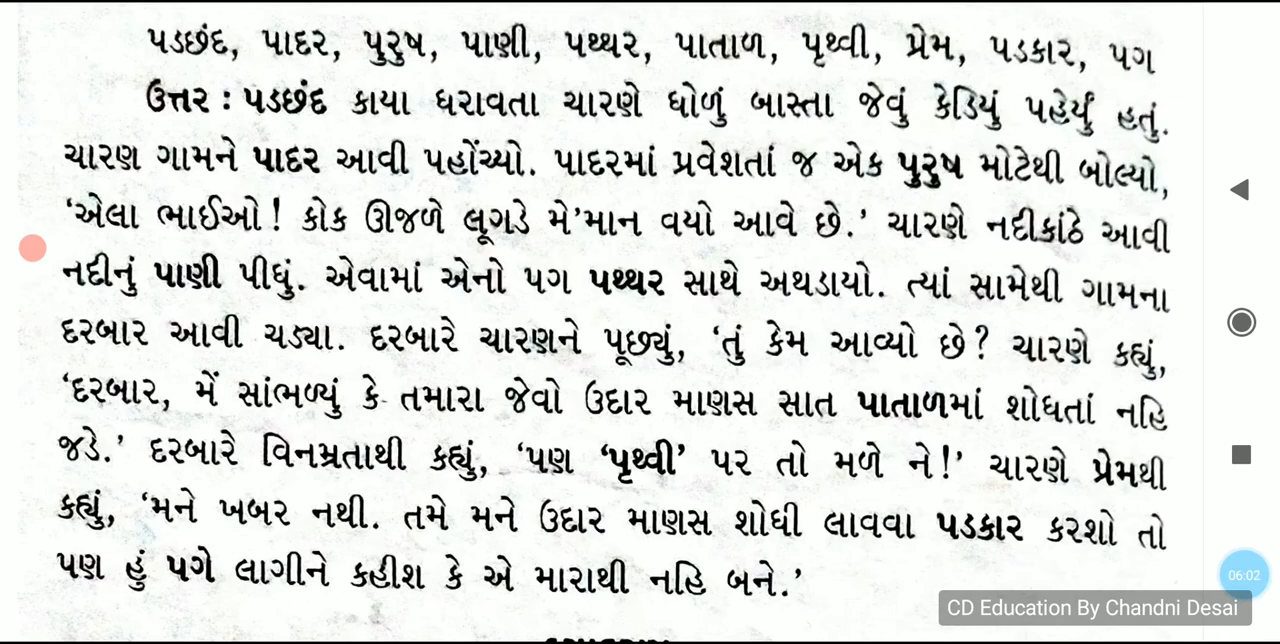 પડછંદ, પાદર, પુરુષ, પાણી, પથ્થર, પાતાળ, પૃથ્વી, પ્રેમ, પડકાર, પગ
ઉત્તર : પડછંદ કાયા ધરાવતા ચારણે ધોળું બાસ્તા જેવું કેડિયું પહેર્યું હતું.
ચારણ ગામને પાદર આવી પહોંચ્યો. પાદરમાં પ્રવેશતાં જ એક પુરુષ મોટેથી બોલ્યો,
‘એલા ભાઈઓ! કોક ઊજળે લૂગડે મે’માન વયો આવે છે.’ ચારણે નદીકાંઠે આવી
નદીનું પાણી પીધું. એવામાં એનો પગ પથ્થર સાથે અથડાયો. ત્યાં સામેથી ગામના
દરબાર આવી ચડ્યા. દરબારે ચારણને પૂછ્યું, ‘તું કેમ આવ્યો છે? ચારણે કહ્યું,
‘દરબાર, મેં સાંભળ્યું કે તમારા જેવો ઉદાર માણસ સાત પાતાળમાં શોધતાં નહિ
જડે.’ દરબારે વિનમ્રતાથી કહ્યું, ‘પણ ‘પૃથ્વી’ પર તો મળે ને!’ ચારણે પ્રેમથી
કહ્યું, ‘મને ખબર નથી. તમે મને ઉદાર માણસ શોધી લાવવા પડકાર કરશો તો
પણ હું પગે લાગીને કહીશ કે એ મારાથી નહિ બને.’
06:02
CD Education By Chandni Desai